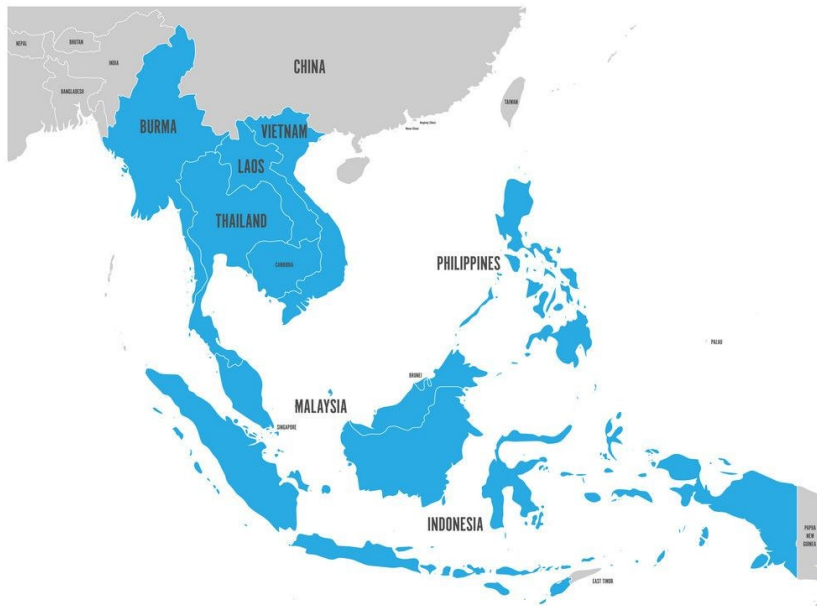 NEPAL
BHUTAN
INDIA
BANGLADESH
CHINA
TAIWAN
BURMA
VIETNAM
LAOS
THAILAND
CAMBODIA
PHILIPPINES
PALAU
BRUNEI
MALAYSIA
SINGAPORE
INDONESIA
PAPUA
NEW
GUINEA
EAST TIMOR